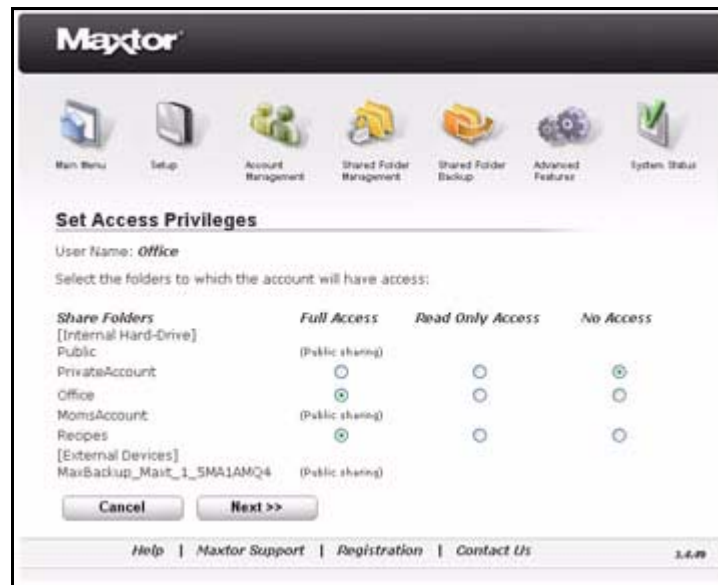 Maxtor
Main Menu
Setup
Account Management
Shared Folder Management
Shared Folder Backup
Advanced Features
System Status
Set Access Privileges
User Name: Office
Select the folders to which the account will have access:
Share Folders Full Access Read Only Access No Access
[Internal Hard-Drive]
Public (Public sharing)
PrivateAccount
Office
MomsAccount (Public sharing)
Recipes
[External Devices]
MaxBackup_Maxt_1_5MA1AMQ4 (Public sharing)
Cancel Next >>
Help | Maxtor Support | Registration | Contact Us